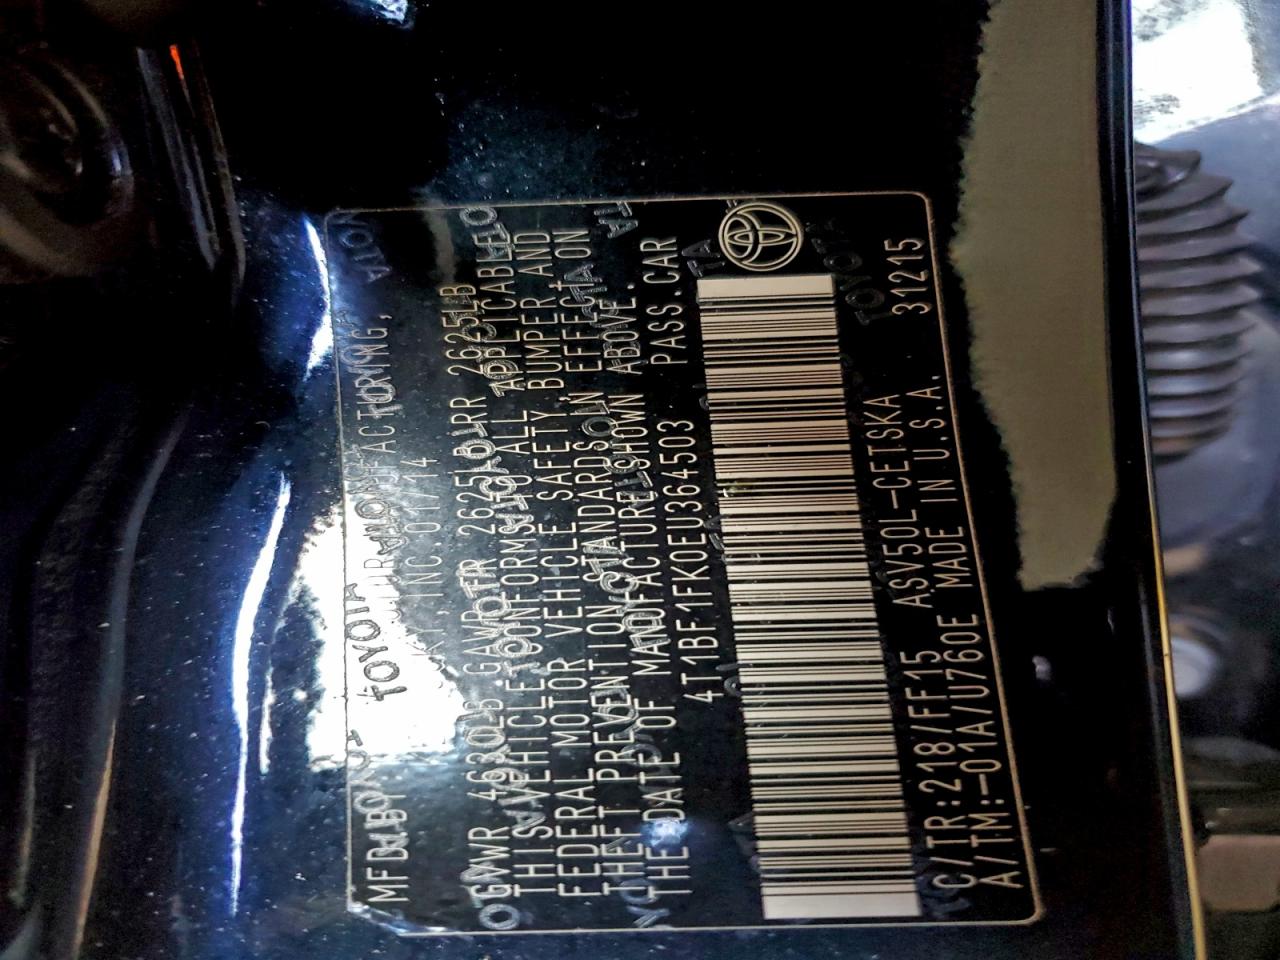 MFD. BY: TOYOTA MOTOR MANUFACTURING,
KENTUCKY, INC. 01/14
GVWR 4630LB GAWR FR 2625LB RR 2625LB
THIS VEHICLE CONFORMS TO ALL APPLICABLE
FEDERAL MOTOR VEHICLE SAFETY, BUMPER, AND
THEFT PREVENTION STANDARDS IN EFFECT ON
THE DATE OF MANUFACTURE SHOWN ABOVE.
4T1BF1FK0EU364503 PASS. CAR
C/TR:218/FF15 ASV50L-CETSKA 31215
A/TM:-01A/U760E MADE IN U.S.A.